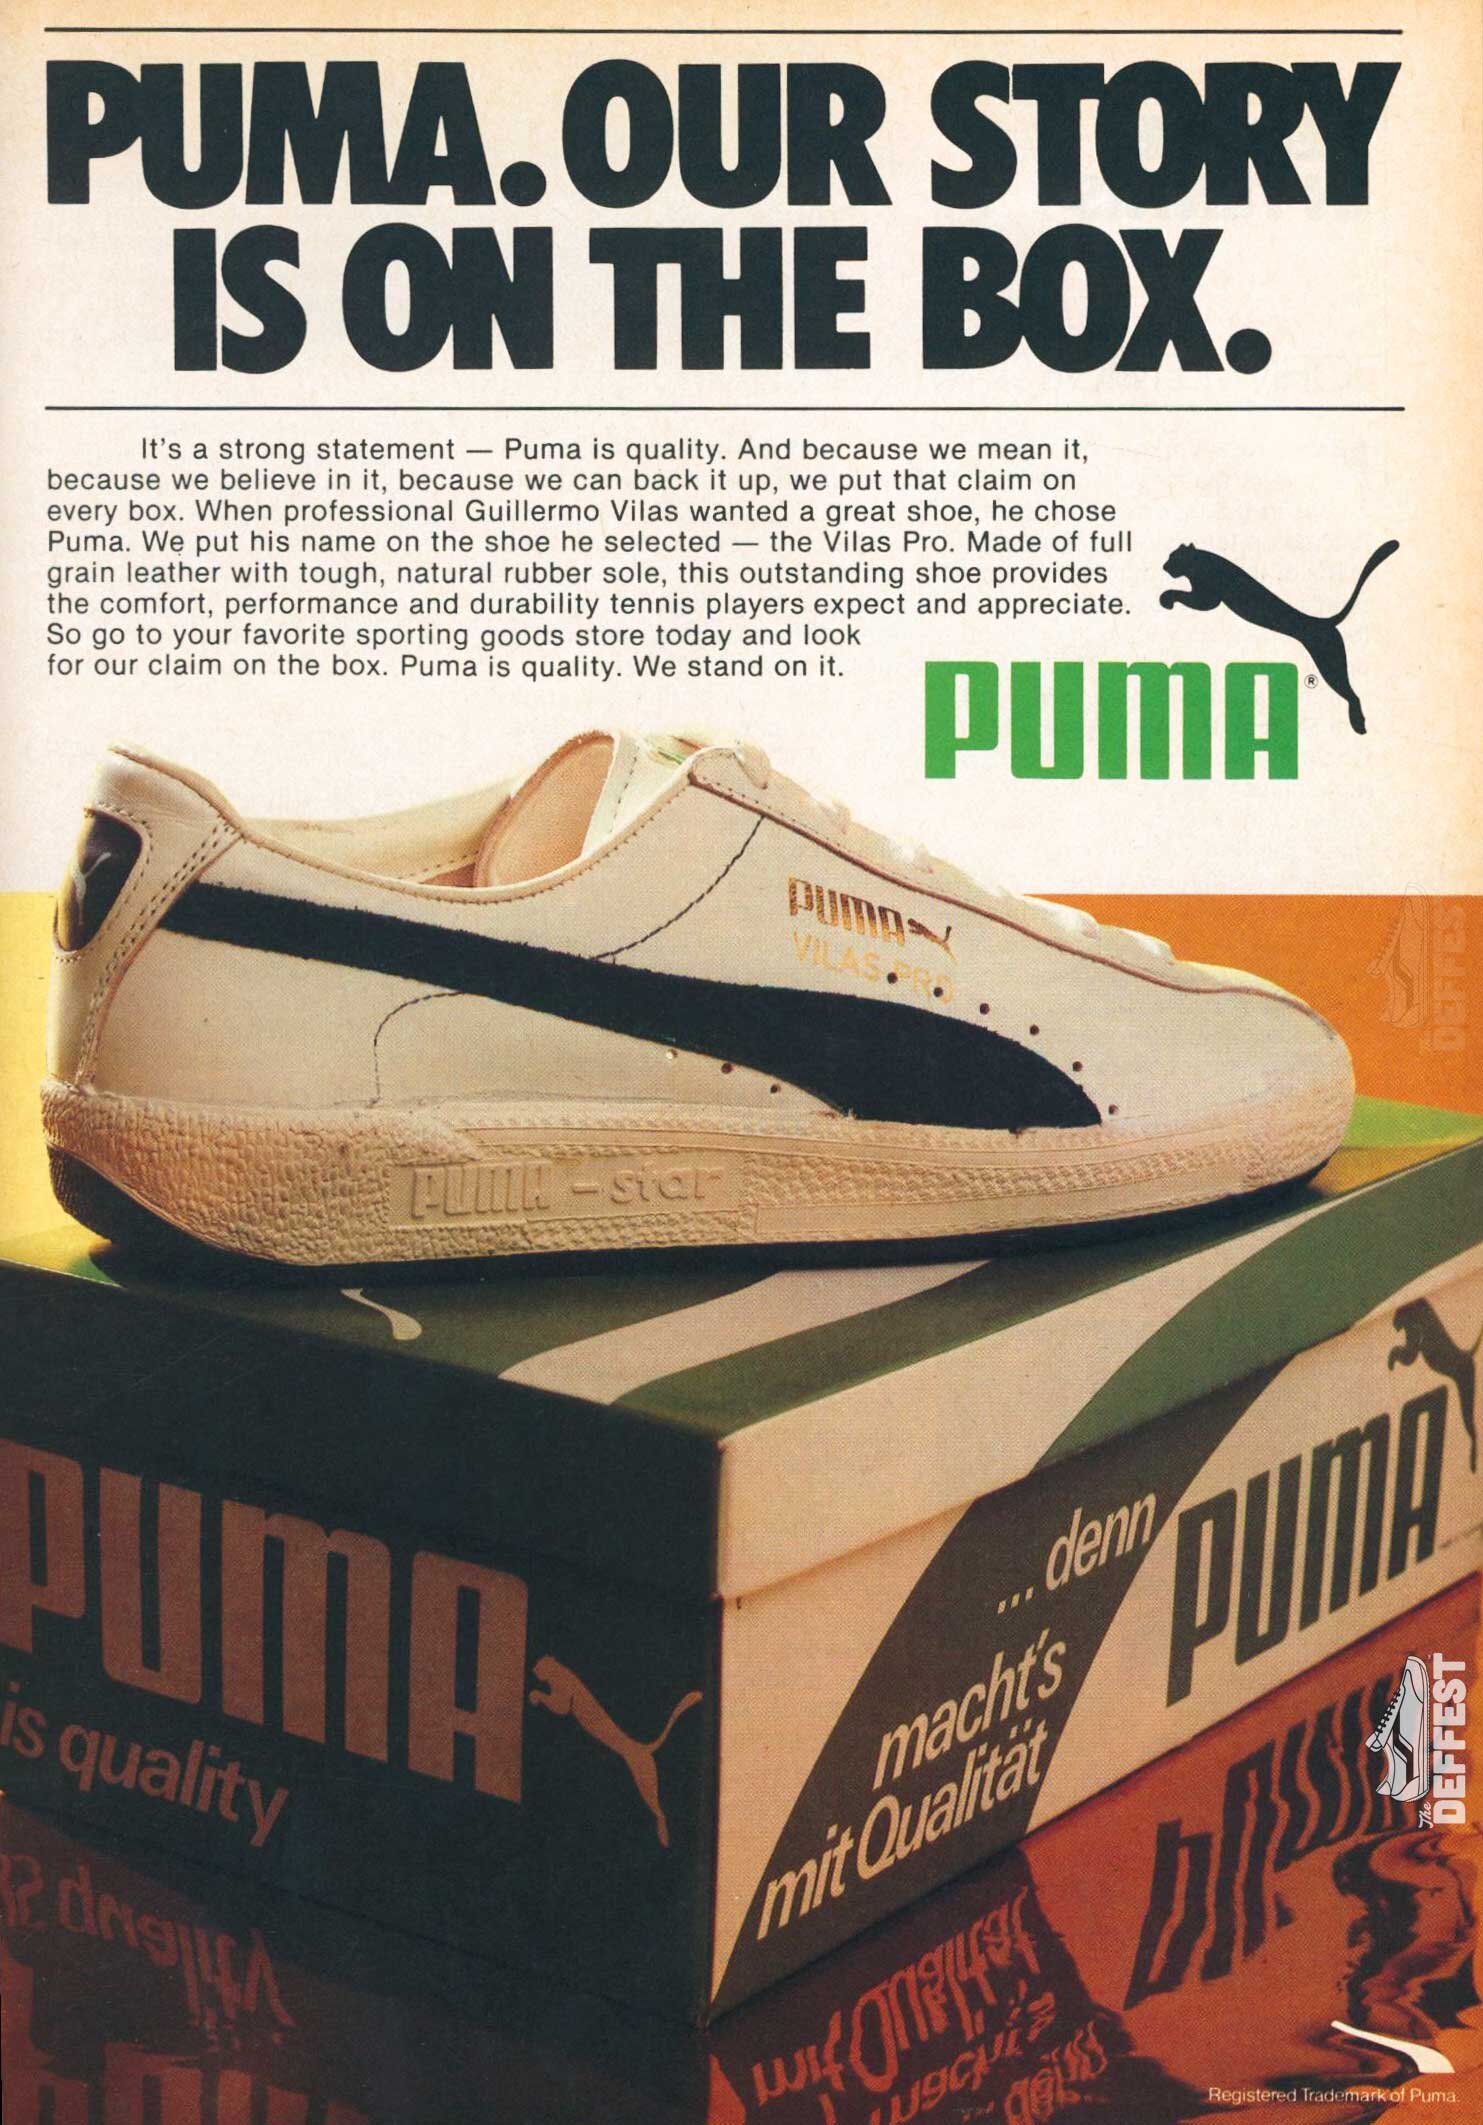 PUMA. OUR STORY
IS ON THE BOX.
It's a strong statement — Puma is quality. And because we mean it,
because we believe in it, because we can back it up, we put that claim on
every box. When professional Guillermo Vilas wanted a great shoe, he chose
Puma. We put his name on the shoe he selected — the Vilas Pro. Made of full
grain leather with tough, natural rubber sole, this outstanding shoe provides
the comfort, performance and durability tennis players expect and appreciate.
So go to your favorite sporting goods store today and look
for our claim on the box. Puma is quality. We stand on it.
PUMA®
PUMA
VILAS PRO
PUMA - star
PUMA
is quality
... denn
macht's
mit Qualität
PUMA
The DEFFEST
The DEFFEST
Registered Trademark of Puma.